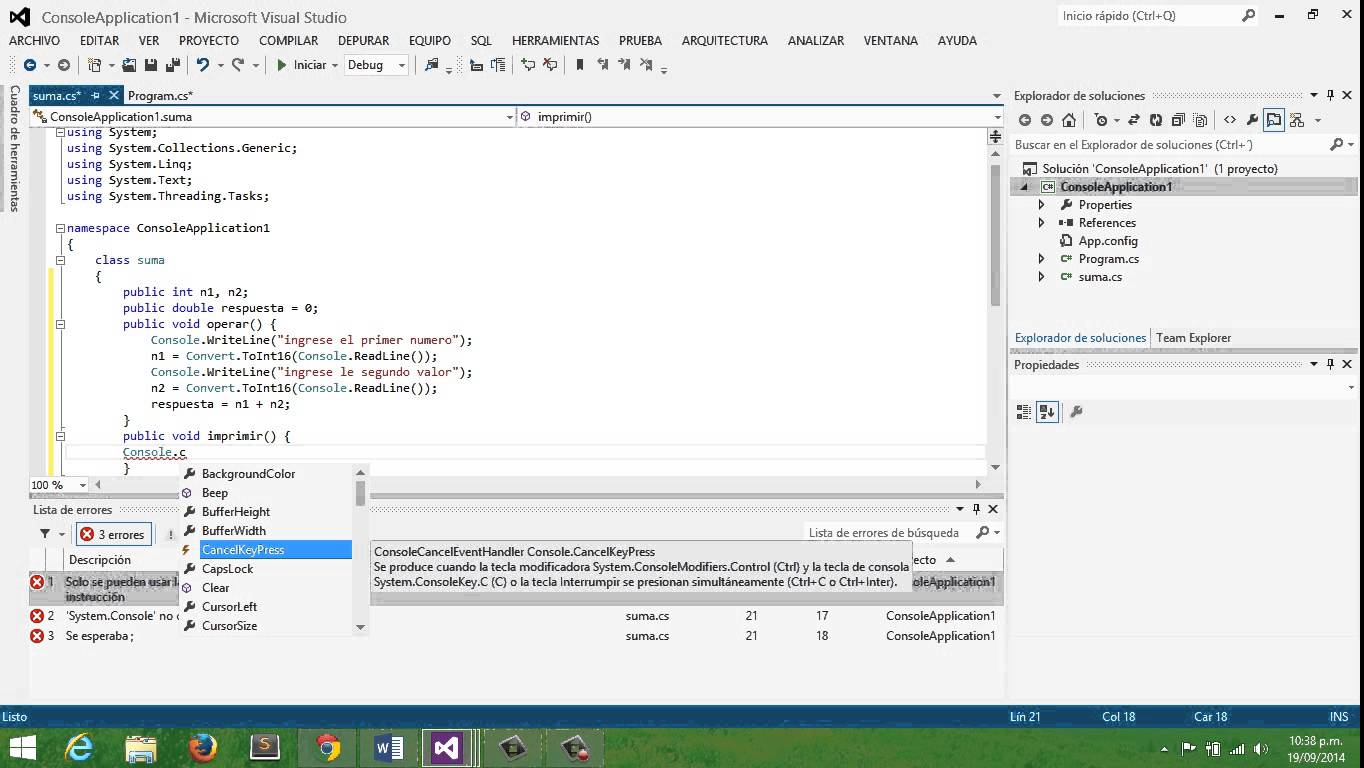 ConsoleApplication1 - Microsoft Visual Studio
Inicio rápido (Ctrl+Q)
ARCHIVO EDITAR VER PROYECTO COMPILAR DEPURAR EQUIPO SQL HERRAMIENTAS PRUEBA ARQUITECTURA ANALIZAR VENTANA AYUDA
Iniciar Debug
Cuadro de herramientas
suma.cs* Program.cs*
ConsoleApplication1.suma imprimir()
using System;
using System.Collections.Generic;
using System.Linq;
using System.Text;
using System.Threading.Tasks;
namespace ConsoleApplication1
{
class suma
{
public int n1, n2;
public double respuesta = 0;
public void operar() {
Console.WriteLine("ingrese el primer numero");
n1 = Convert.ToInt16(Console.ReadLine());
Console.WriteLine("ingrese le segundo valor");
n2 = Convert.ToInt16(Console.ReadLine());
respuesta = n1 + n2;
}
public void imprimir() {
Console.c
}
100 %
BackgroundColor
Beep
BufferHeight
BufferWidth
CancelKeyPress
CapsLock
Clear
CursorLeft
CursorSize
ConsoleCancelEventHandler Console.CancelKeyPress
Se produce cuando la tecla modificadora System.ConsoleModifiers.Control (Ctrl) y la tecla de consola
System.ConsoleKey.C (C) o la tecla Interrumpir se presionan simultáneamente (Ctrl+C o Ctrl+Inter).
Lista de errores
3 errores
Lista de errores de búsqueda
Descripción
ecto
1 Solo se pueden usar
instrucción
ConsoleApplication1
2 'System.Console' no suma.cs 21 17 ConsoleApplication1
3 Se esperaba ; suma.cs 21 18 ConsoleApplication1
Explorador de soluciones
Buscar en el Explorador de soluciones (Ctrl+´)
Solución 'ConsoleApplication1' (1 proyecto)
C# ConsoleApplication1
Properties
References
App.config
C# Program.cs
C# suma.cs
Explorador de soluciones Team Explorer
Propiedades
Listo Lín 21 Col 18 Car 18 INS
10:38 p.m.
19/09/2014